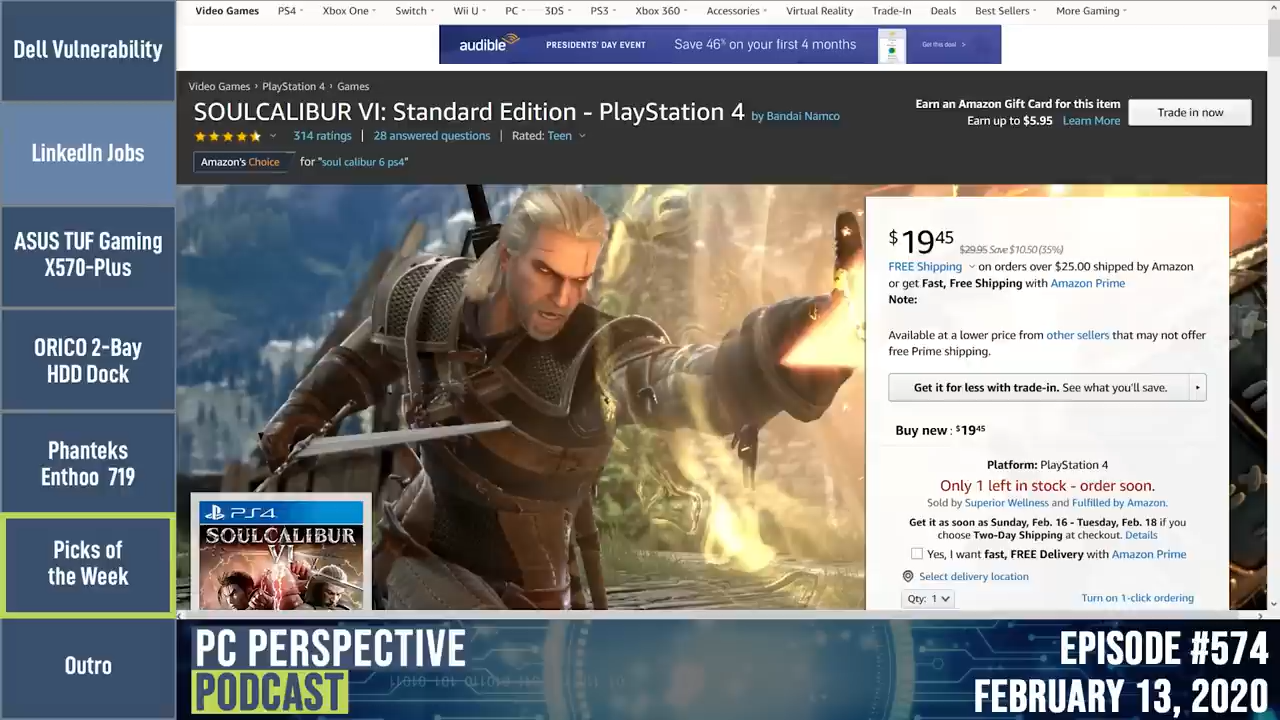 Dell Vulnerability
LinkedIn Jobs
ASUS TUF Gaming
X570-Plus
ORICO 2-Bay
HDD Dock
Phanteks
Enthoo 719
Picks of
the Week
Outro
Video Games PS4 Xbox One Switch Wii U PC 3DS PS3 Xbox 360 Accessories Virtual Reality Trade-In Deals Best Sellers More Gaming
audible PRESIDENTS' DAY EVENT Save 46% on your first 4 months Get this deal >
Video Games › PlayStation 4 › Games
SOULCALIBUR VI: Standard Edition - PlayStation 4 by Bandai Namco
314 ratings | 28 answered questions | Rated: Teen
Amazon's Choice for "soul calibur 6 ps4"
Earn an Amazon Gift Card for this item
Earn up to $5.95 Learn More
Trade in now
$19 45 $29.95 Save $10.50 (35%)
FREE Shipping on orders over $25.00 shipped by Amazon
or get Fast, Free Shipping with Amazon Prime
Note:
Available at a lower price from other sellers that may not offer
free Prime shipping.
Get it for less with trade-in. See what you'll save.
Buy new : $19 45
Platform: PlayStation 4
Only 1 left in stock - order soon.
Sold by Superior Wellness and Fulfilled by Amazon.
Get it as soon as Sunday, Feb. 16 - Tuesday, Feb. 18 if you
choose Two-Day Shipping at checkout. Details
Yes, I want fast, FREE Delivery with Amazon Prime
Select delivery location
Qty: 1
Turn on 1-click ordering
PS4
SOULCALIBUR
VI
PC PERSPECTIVE
PODCAST
EPISODE #574
FEBRUARY 13, 2020